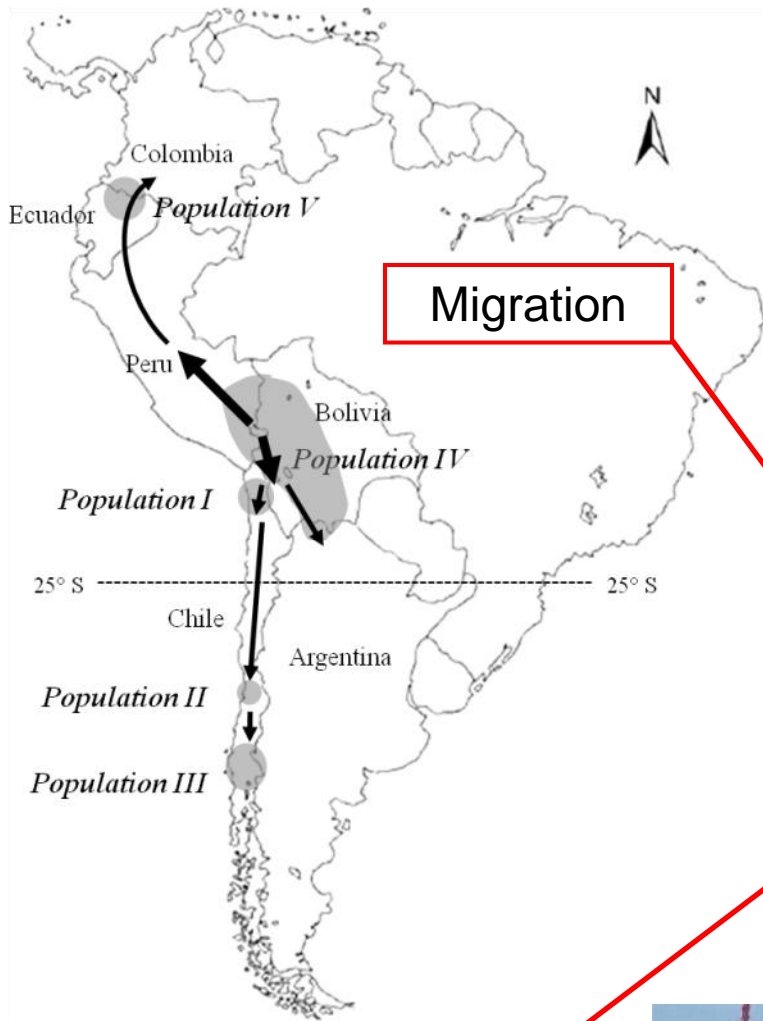 N
Colombia
Ecuador
Population V
Migration
Peru
Bolivia
Population IV
Population I
25° S
25° S
Chile
Argentina
Population II
Population III